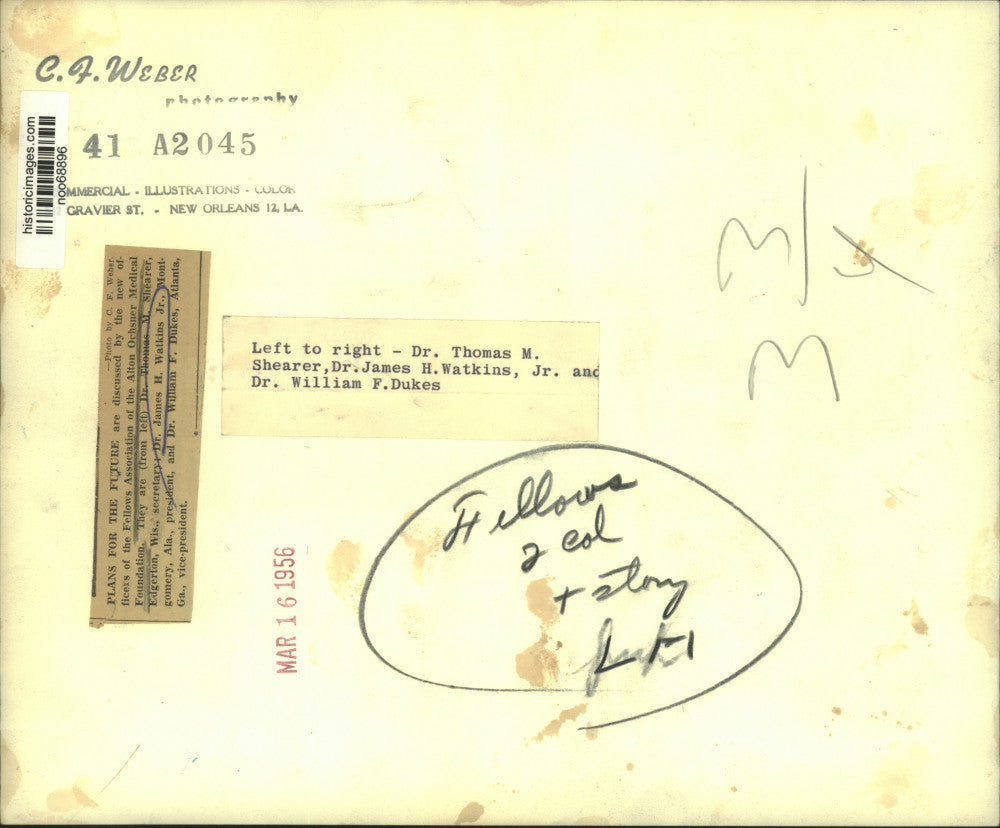 C. F. WEBER
photography
41 A2045
MMERCIAL - ILLUSTRATIONS - COLOR
GRAVIER ST. - NEW ORLEANS 12, LA.
historicimages.com
noo68896
—Photo by C. F. Weber.
PLANS FOR THE FUTURE are discussed by the new of-
ficers of the Fellows Association of the Alton Ochsner Medical
Foundation. They are (from left) Dr. Thomas M. Shearer,
Edgerton, Wis., secretary; Dr. James H. Watkins Jr., Mont-
gomery, Ala., president, and Dr. William F. Dukes, Atlanta,
Ga., vice-president.
Left to right - Dr. Thomas M.
Shearer,Dr.James H.Watkins, Jr. and
Dr. William F.Dukes
MAR 16 1956
3/4
3
Fellows
2 col
+ story